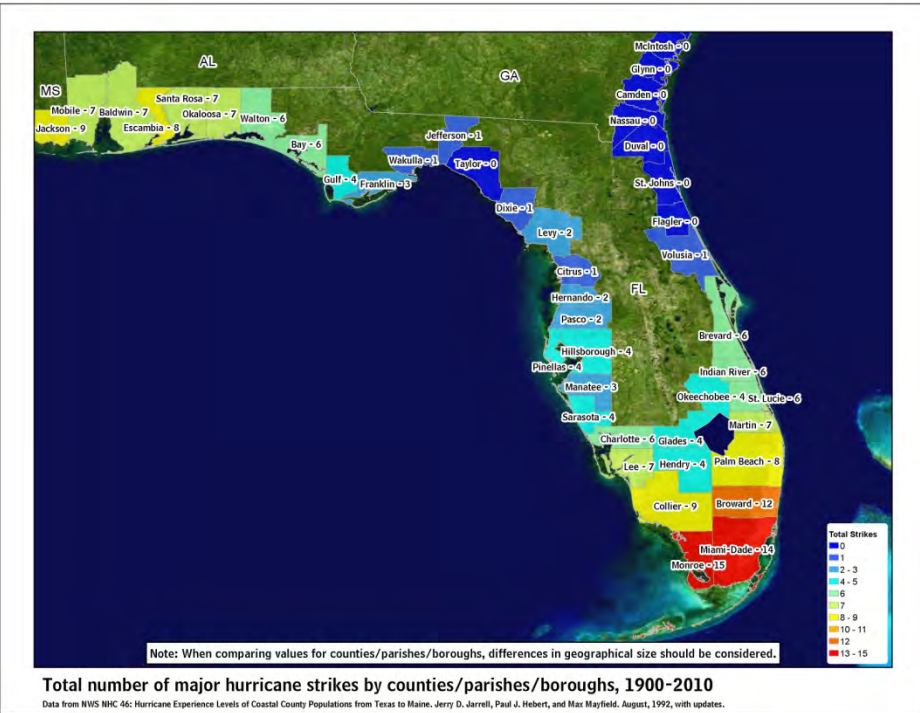 AL
GA
MS
McIntosh - 0
Glynn - 0
Camden - 0
Nassau - 0
Duval - 0
St. Johns - 0
Flagler - 0
Volusia - 1
Santa Rosa - 7
Mobile - 7
Baldwin - 7
Okaloosa - 7
Walton - 6
Jackson - 9
Escambia - 8
Bay - 6
Jefferson - 1
Wakulla - 1
Taylor - 0
Gulf - 4
Franklin - 3
Dixie - 1
Levy - 2
Citrus - 1
FL
Hernando - 2
Pasco - 2
Hillsborough - 4
Pinellas - 4
Manatee - 3
Sarasota - 4
Brevard - 6
Indian River - 6
Okeechobee - 4
St. Lucie - 6
Martin - 7
Charlotte - 6
Glades - 4
Lee - 7
Hendry - 4
Palm Beach - 8
Collier - 9
Broward - 12
Miami-Dade - 14
Monroe - 15
Total Strikes
0
1
2 - 3
4 - 5
6
7
8 - 9
10 - 11
12
13 - 15
Note: When comparing values for counties/parishes/boroughs, differences in geographical size should be considered.
Total number of major hurricane strikes by counties/parishes/boroughs, 1900-2010
Data from NWS NHC 46: Hurricane Experience Levels of Coastal County Populations from Texas to Maine. Jerry D. Jarrell, Paul J. Hebert, and Max Mayfield. August, 1992, with updates.